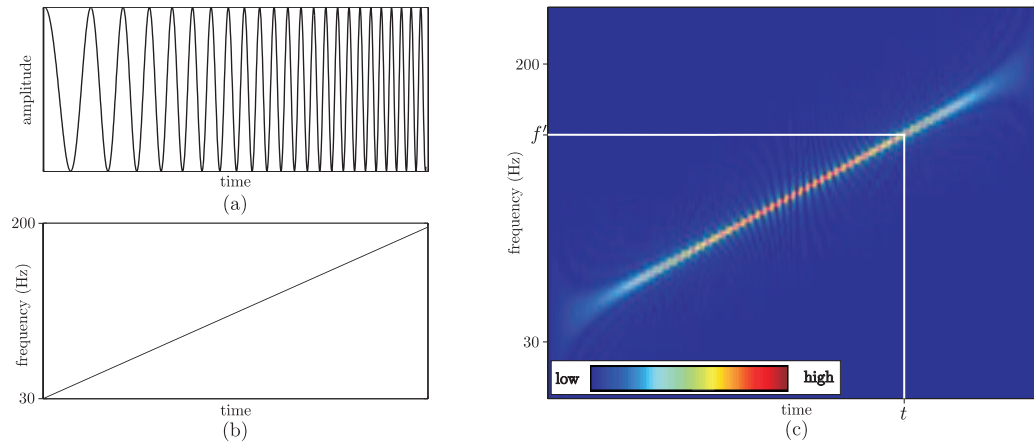 amplitude
time
(a)
200
frequency (Hz)
30
time
(b)
200
f'
frequency (Hz)
30
low
high
time
t
(c)